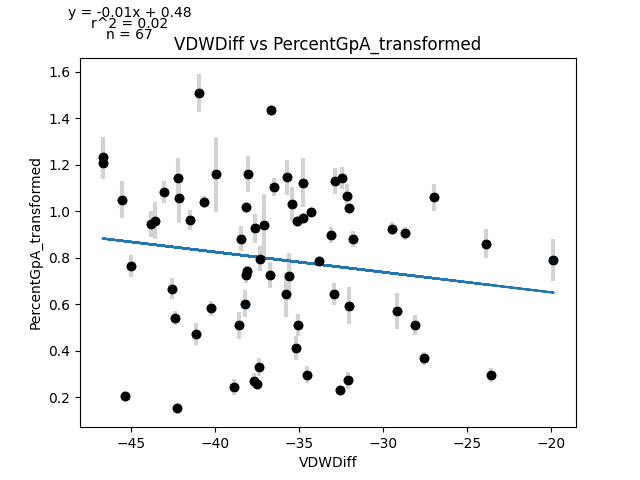 y = -0.01x + 0.48
r^2 = 0.02
n = 67
VDWDiff vs PercentGpA_transformed
1.6
1.4
1.2
1.0
0.8
0.6
0.4
0.2
PercentGpA_transformed
−45
−40
−35
−30
−25
−20
VDWDiff